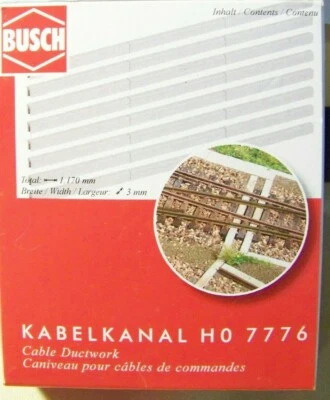 BUSCH
Inhalt / Contents / Contenu
Total: 1.170 mm
Breite / Width / Largeur: 3 mm
KABELKANAL H0 7776
Cable Ductwork
Caniveau pour câbles de commandes